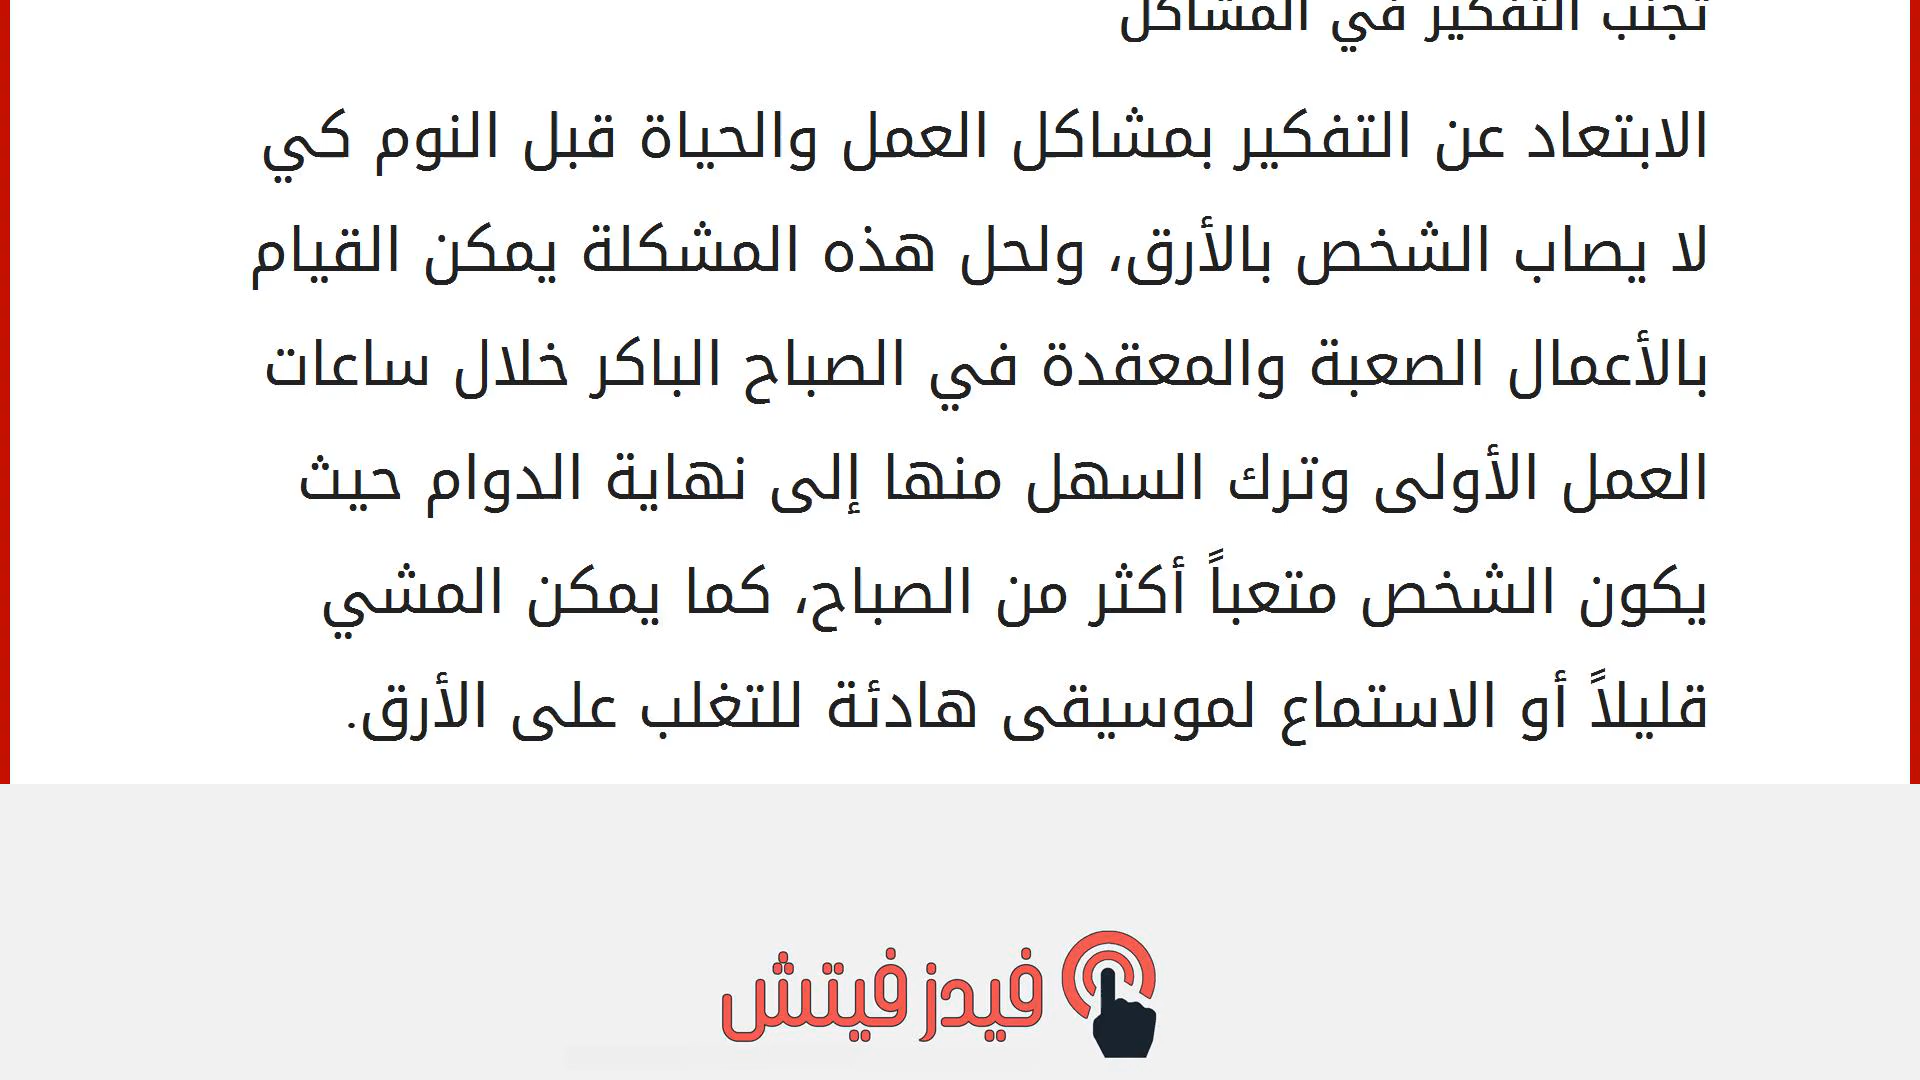 تجنب التفكير في المشاكل
الابتعاد عن التفكير بمشاكل العمل والحياة قبل النوم كي
لا يصاب الشخص بالأرق، ولحل هذه المشكلة يمكن القيام
بالأعمال الصعبة والمعقدة في الصباح الباكر خلال ساعات
العمل الأولى وترك السهل منها إلى نهاية الدوام حيث
يكون الشخص متعباً أكثر من الصباح، كما يمكن المشي
قليلاً أو الاستماع لموسيقى هادئة للتغلب على الأرق.
فيدز فيتش